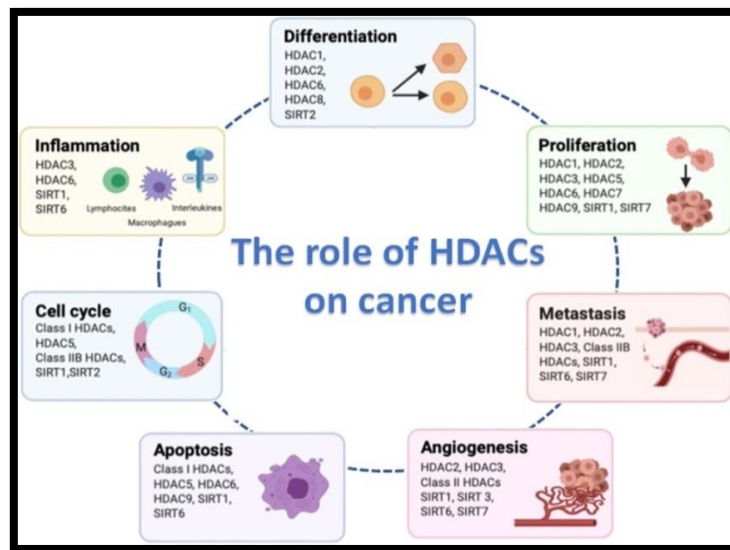 Differentiation
HDAC1,
HDAC2,
HDAC6,
HDAC8,
SIRT2
Inflammation
HDAC3,
HDAC6,
SIRT1,
SIRT6
Lymphocites
Macrophagues
Interleukines
Proliferation
HDAC1, HDAC2,
HDAC3, HDAC5,
HDAC6, HDAC7
HDAC9, SIRT1, SIRT7
The role of HDACs
on cancer
Cell cycle
Class I HDACs,
HDAC5,
Class IIB HDACs,
SIRT1,SIRT2
G1
M
S
G2
Metastasis
HDAC1, HDAC2,
HDAC3, Class IIB
HDACs, SIRT1,
SIRT6, SIRT7
Apoptosis
Class I HDACs,
HDAC5, HDAC6,
HDAC9, SIRT1,
SIRT6
Angiogenesis
HDAC2, HDAC3,
Class II HDACs
SIRT1, SIRT 3,
SIRT6, SIRT7